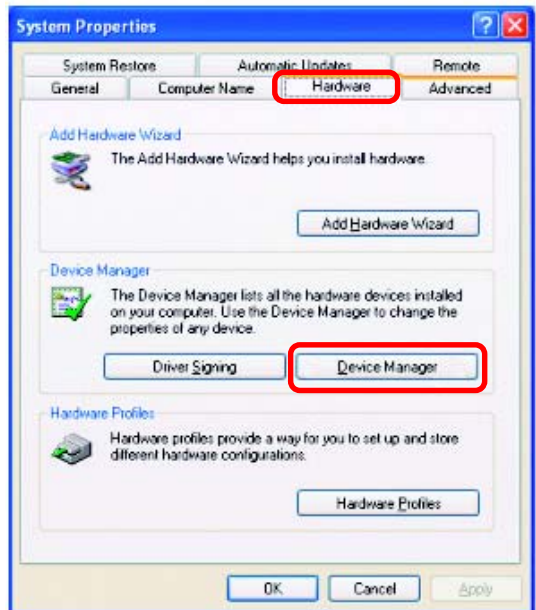 System Properties
System Restore Automatic Updates Remote
General Computer Name Hardware Advanced
Add Hardware Wizard
The Add Hardware Wizard helps you install hardware.
Add Hardware Wizard
Device Manager
The Device Manager lists all the hardware devices installed
on your computer. Use the Device Manager to change the
properties of any device.
Driver Signing Device Manager
Hardware Profiles
Hardware profiles provide a way for you to set up and store
different hardware configurations.
Hardware Profiles
OK Cancel Apply